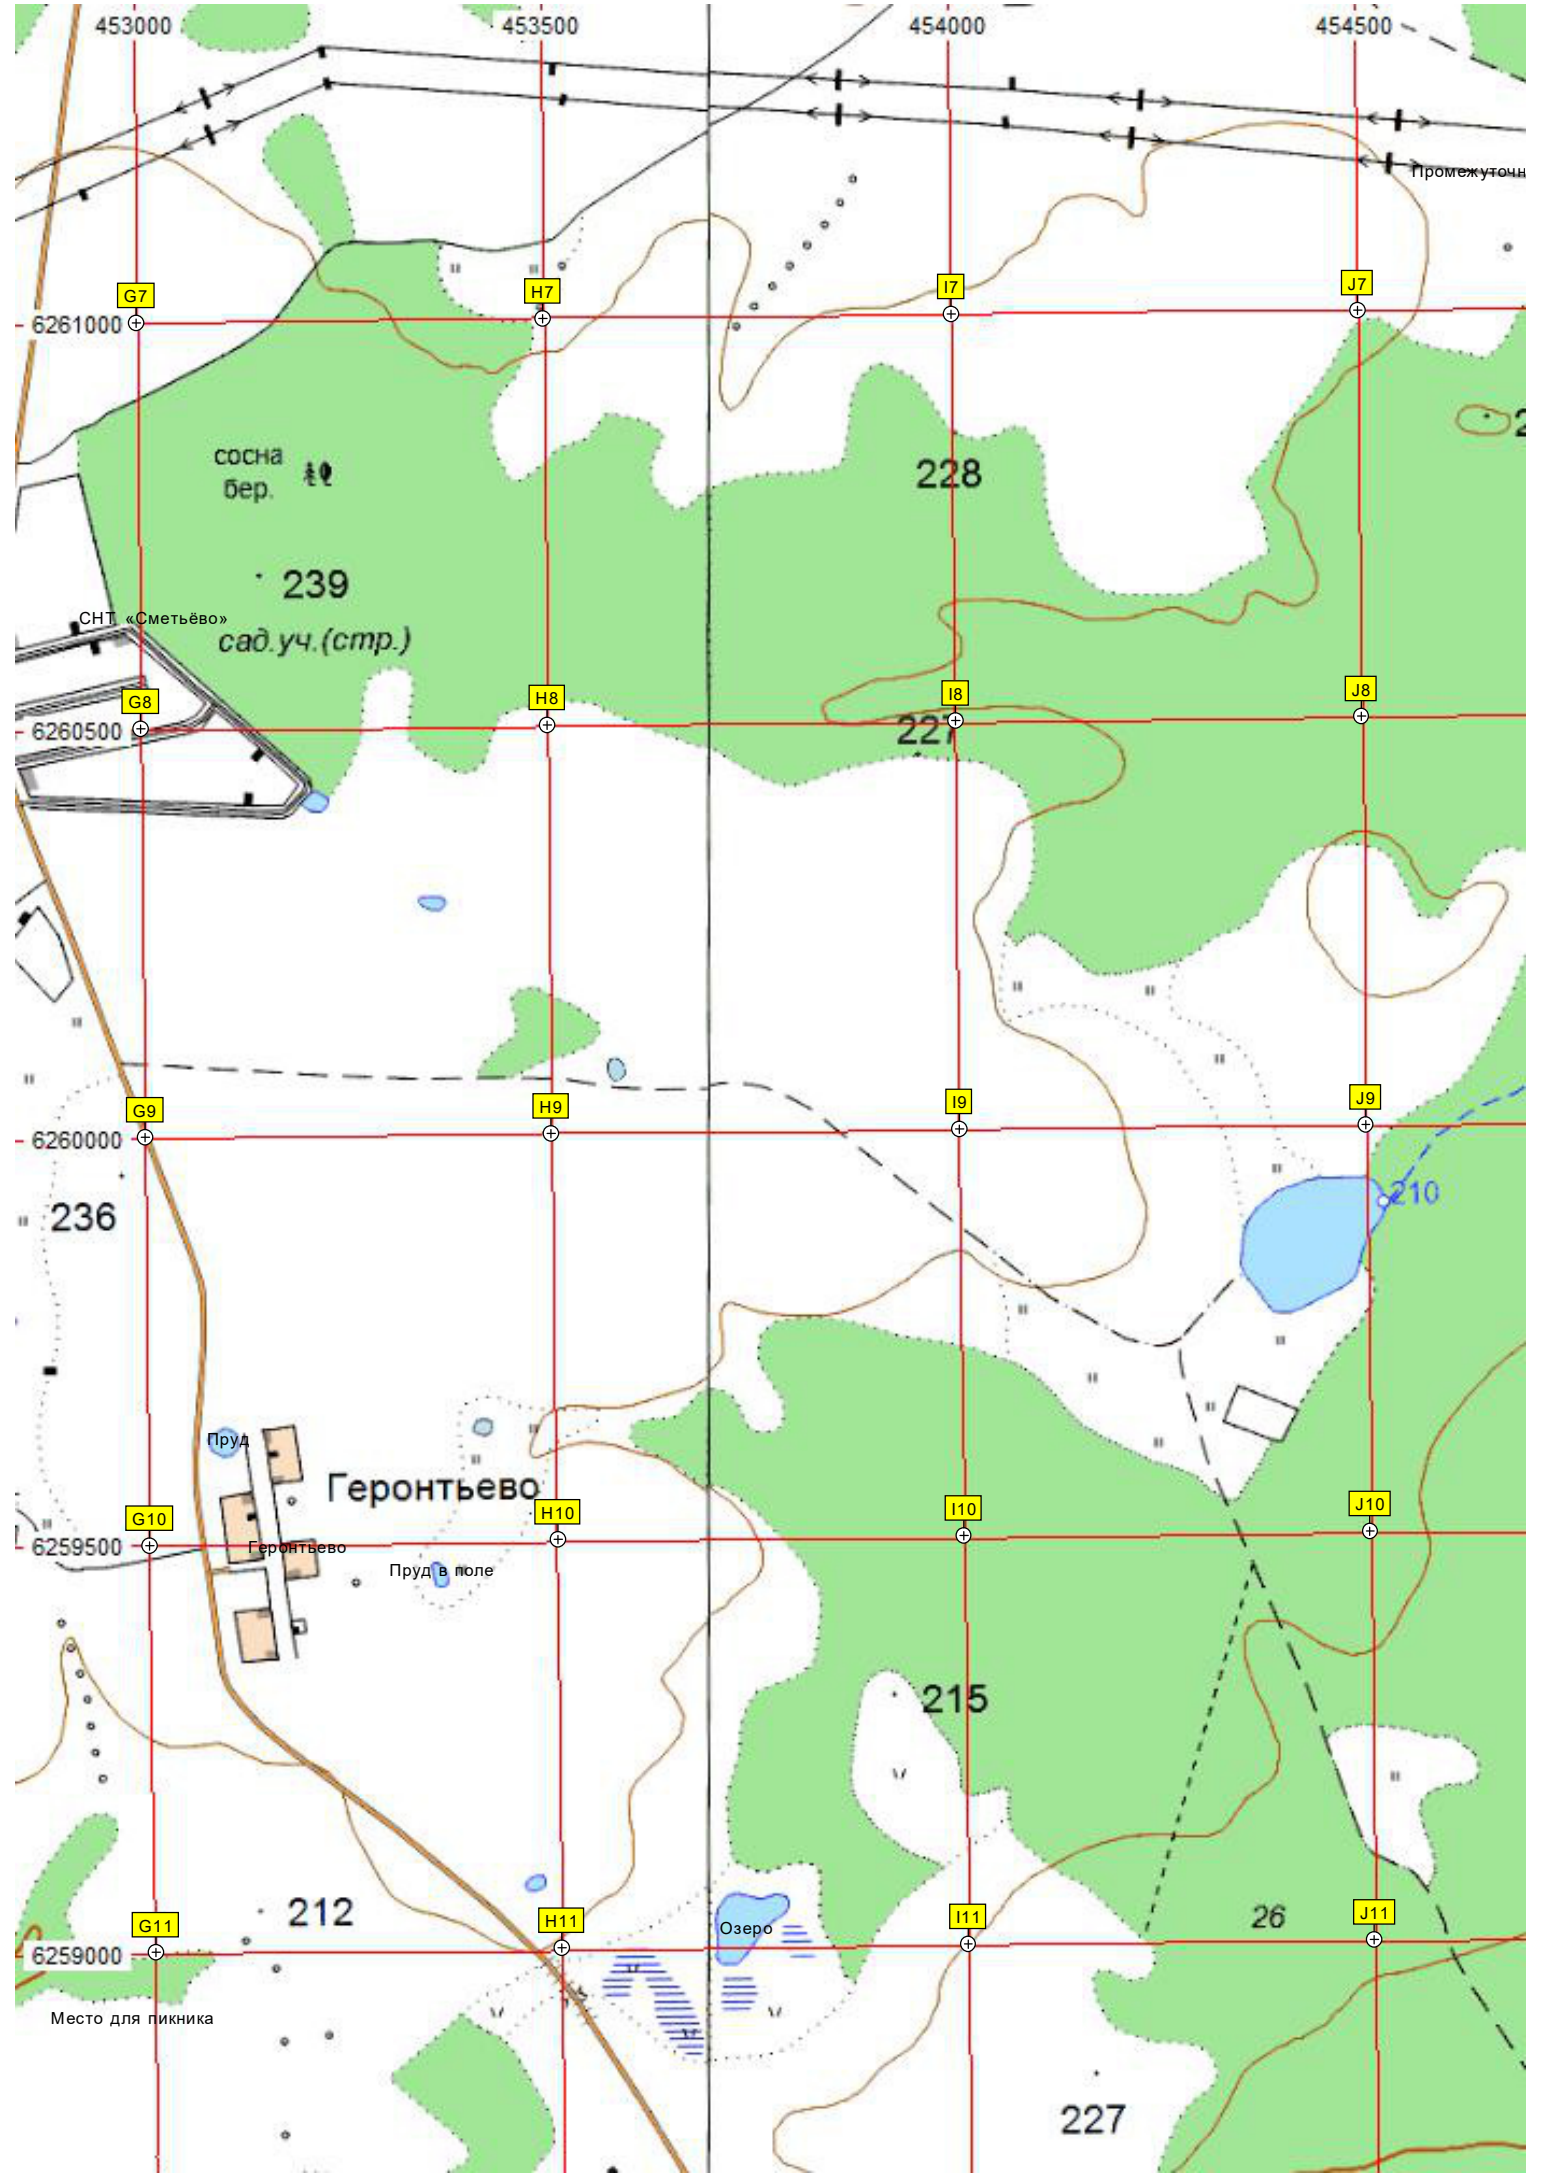 453000 453500 454000 454500
Промежуточн
G7 H7 I7 J7
6261000
2
сосна
бер.
228
239
СНТ «Сметьёво»
сад.уч.(стр.)
G8 H8 I8 J8
6260500
227
G9 H9 I9 J9
6260000
210
236
Пруд
Геронтьево
G10 H10 I10 J10
6259500
Геронтьево
Пруд в поле
215
212
26
G11 H11 I11 J11
Озеро
6259000
Место для пикника
227